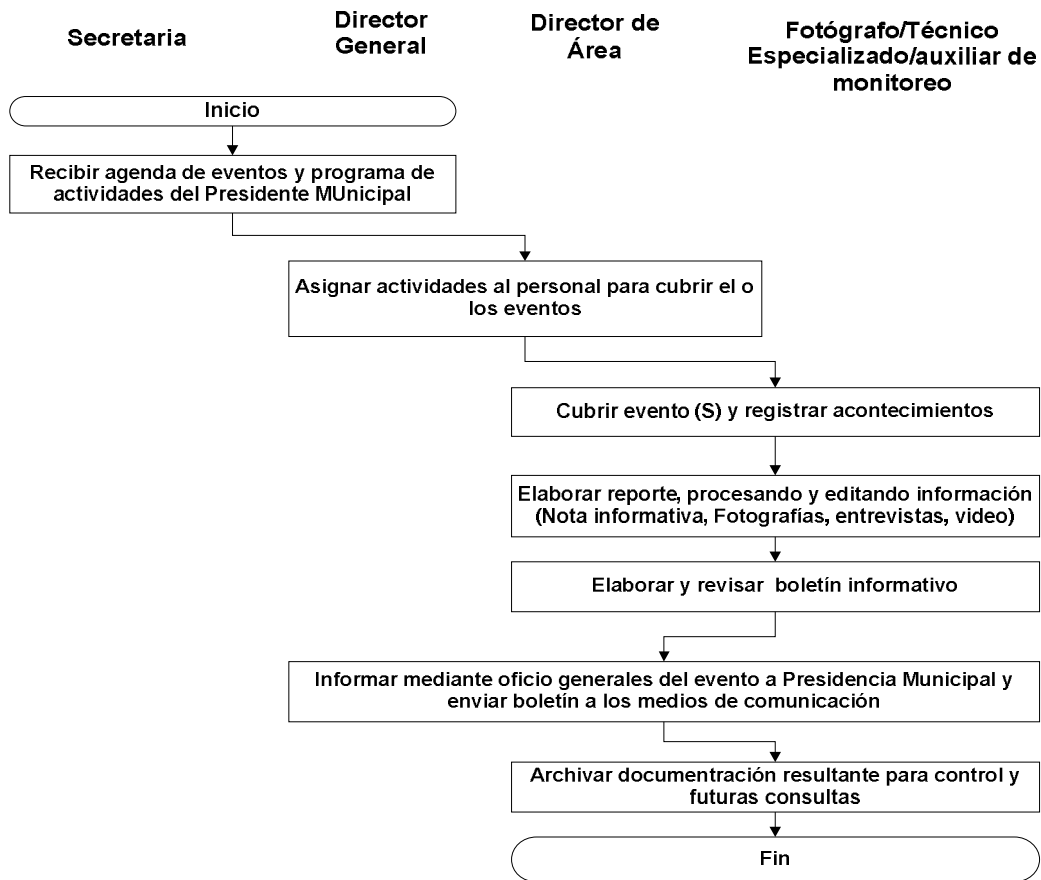 Secretaria
Director
General
Director de
Área
Fotógrafo/Técnico
Especializado/auxiliar de
monitoreo
Inicio
Recibir agenda de eventos y programa de
actividades del Presidente MUnicipal
Asignar actividades al personal para cubrir el o
los eventos
Cubrir evento (S) y registrar acontecimientos
Elaborar reporte, procesando y editando información
(Nota informativa, Fotografías, entrevistas, video)
Elaborar y revisar boletín informativo
Informar mediante oficio generales del evento a Presidencia Municipal y
enviar boletín a los medios de comunicación
Archivar documentración resultante para control y
futuras consultas
Fin